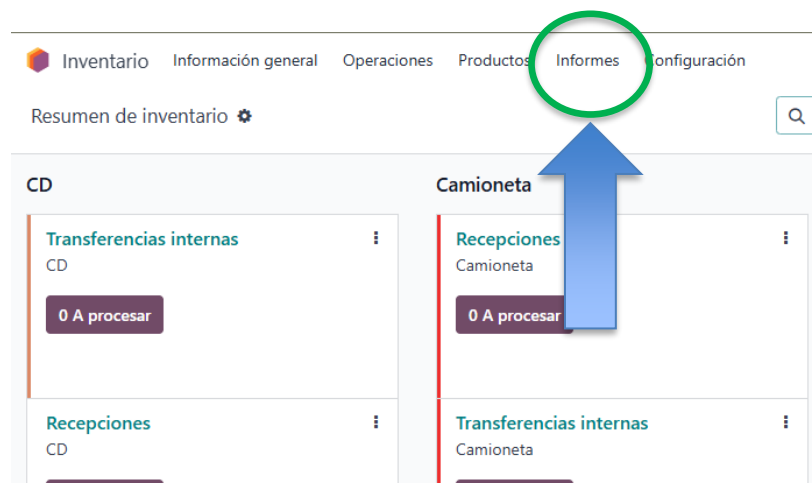 Inventario Información general Operaciones Productos Informes Configuración
Resumen de inventario
CD Camioneta
Transferencias internas Recepciones
CD Camioneta
0 A procesar 0 A procesar
Recepciones Transferencias internas
CD Camioneta